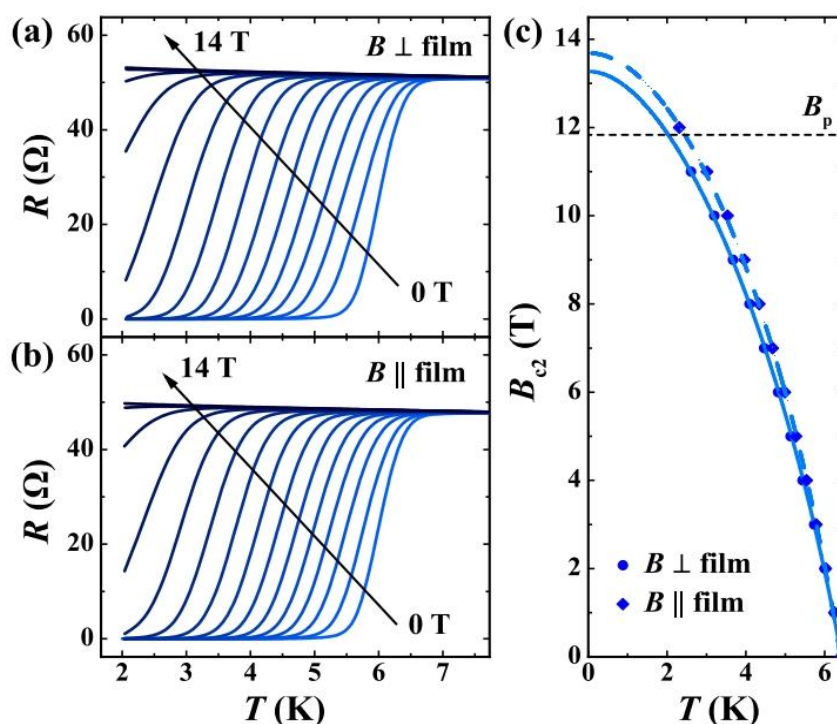 (a)
60
40
20
0
R (Ω)
14 T
B ⊥ film
0 T
(b)
60
40
20
0
R (Ω)
14 T
B ∥ film
0 T
2 3 4 5 6 7
T (K)
(c)
14
12
10
8
6
4
2
0
B_c2 (T)
B_p
B ⊥ film
B ∥ film
0 2 4 6
T (K)